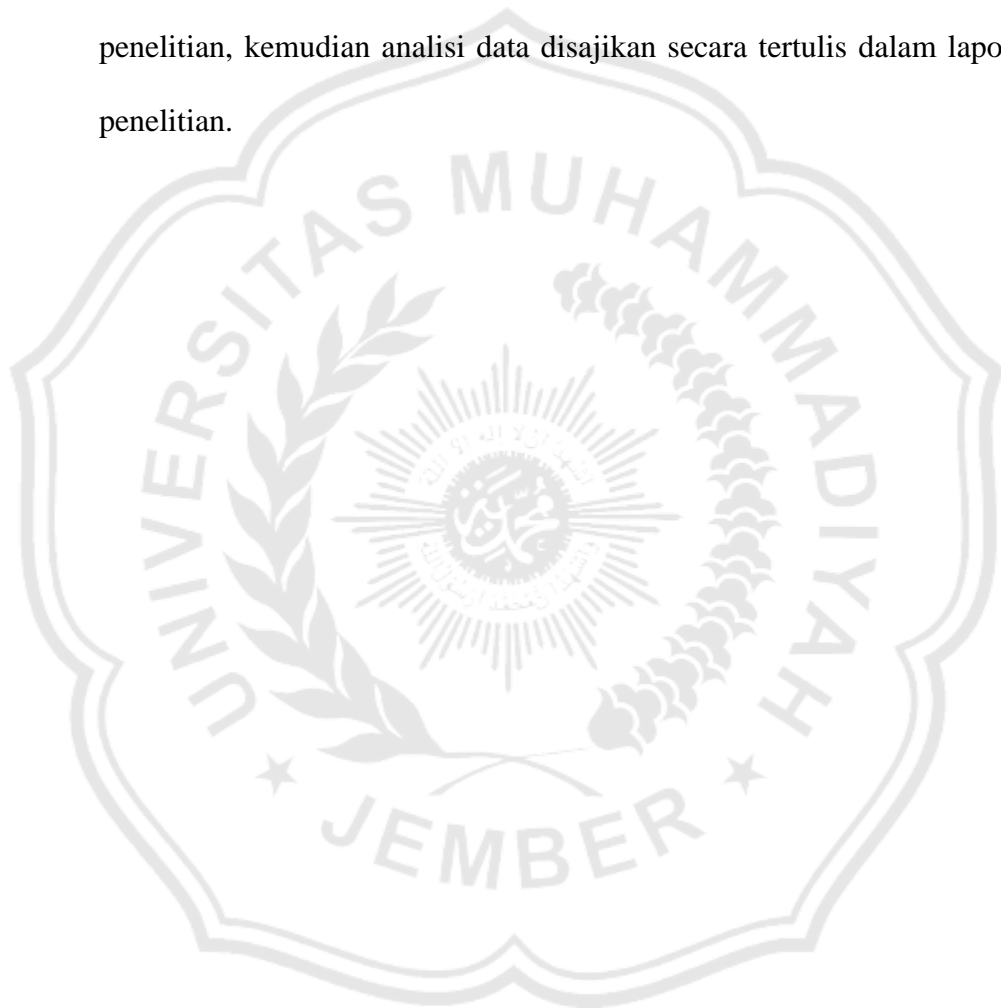 penelitian, kemudian analisi data disajikan secara tertulis dalam lapo
penelitian.
UNIVERSITAS MUHAMMADIYAH
★ JEMBER ★